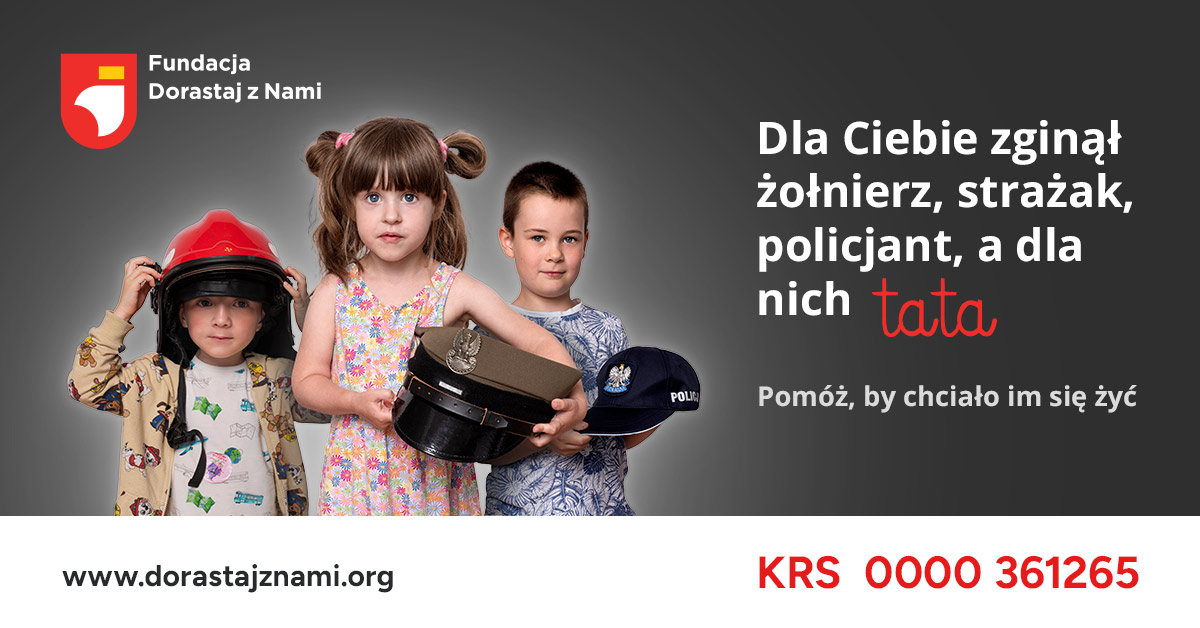 Fundacja
Dorastaj z Nami
Dla Ciebie zginął
żołnierz, strażak,
policjant, a dla
nich tata
Pomóż, by chciało im się żyć
www.dorastajznami.org
KRS 0000 361265